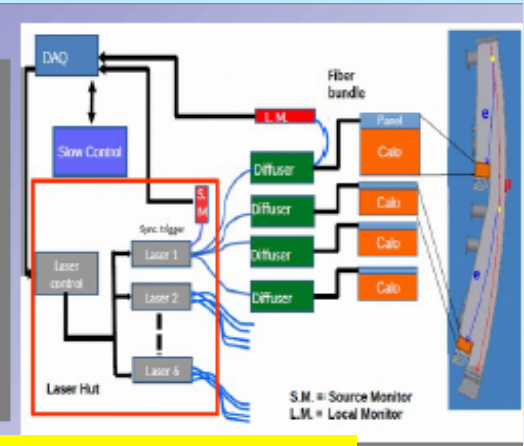 DAQ
Slow Control
Fiber
bundle
L.M.
Panel
Calo
Diffuser
S.
M
Sync. trigger
Laser
control
Laser 1
Laser 2
Laser 6
Diffuser
Calo
Diffuser
Calo
Diffuser
Calo
e
μ
e
Laser Hut
S.M. = Source Monitor
L.M. = Local Monitor